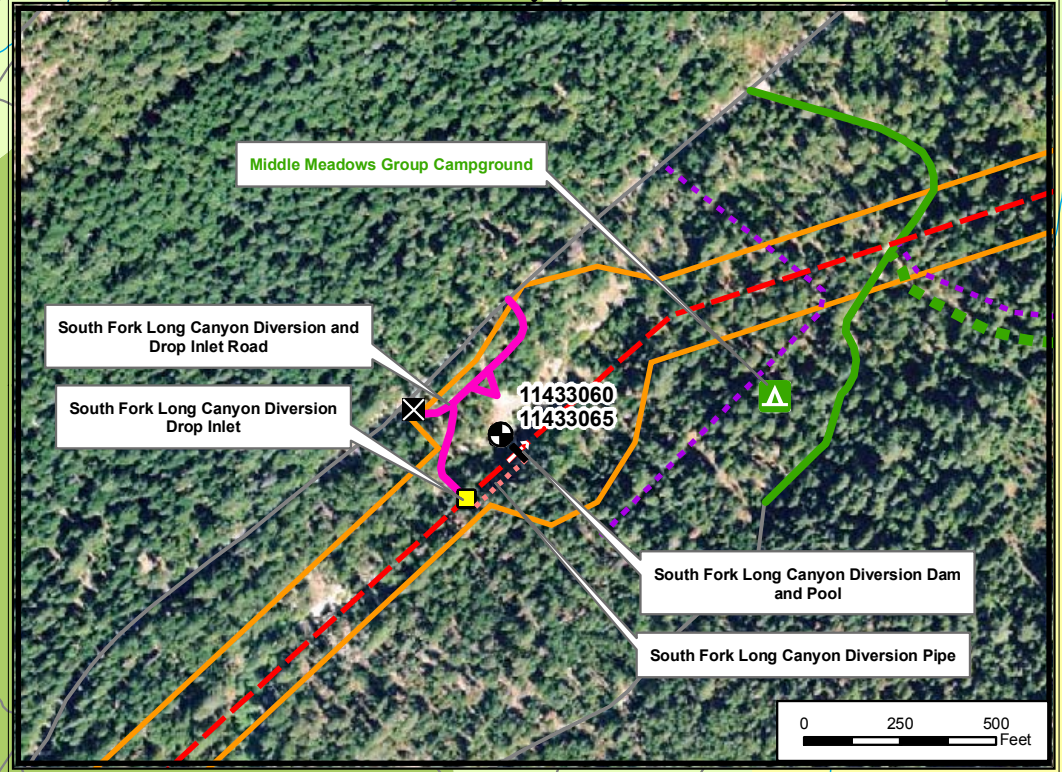 Middle Meadows Group Campground
South Fork Long Canyon Diversion and
Drop Inlet Road
South Fork Long Canyon Diversion
Drop Inlet
11433060
11433065
South Fork Long Canyon Diversion Dam
and Pool
South Fork Long Canyon Diversion Pipe
0 250 500
Feet